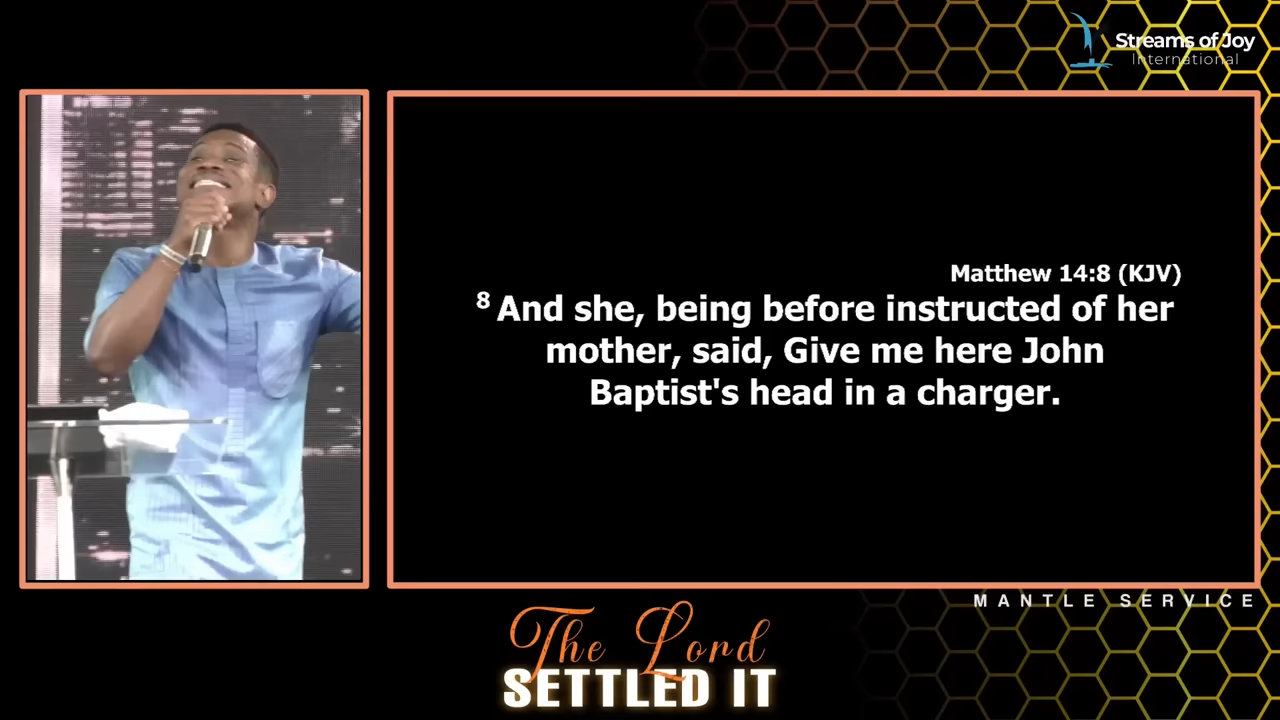 Streams of Joy
International
Matthew 14:8 (KJV)
8 And she, being before instructed of her
mother, said, Give me here John
Baptist's head in a charger.
MANTLE SERVICE
The Lord
SETTLED IT